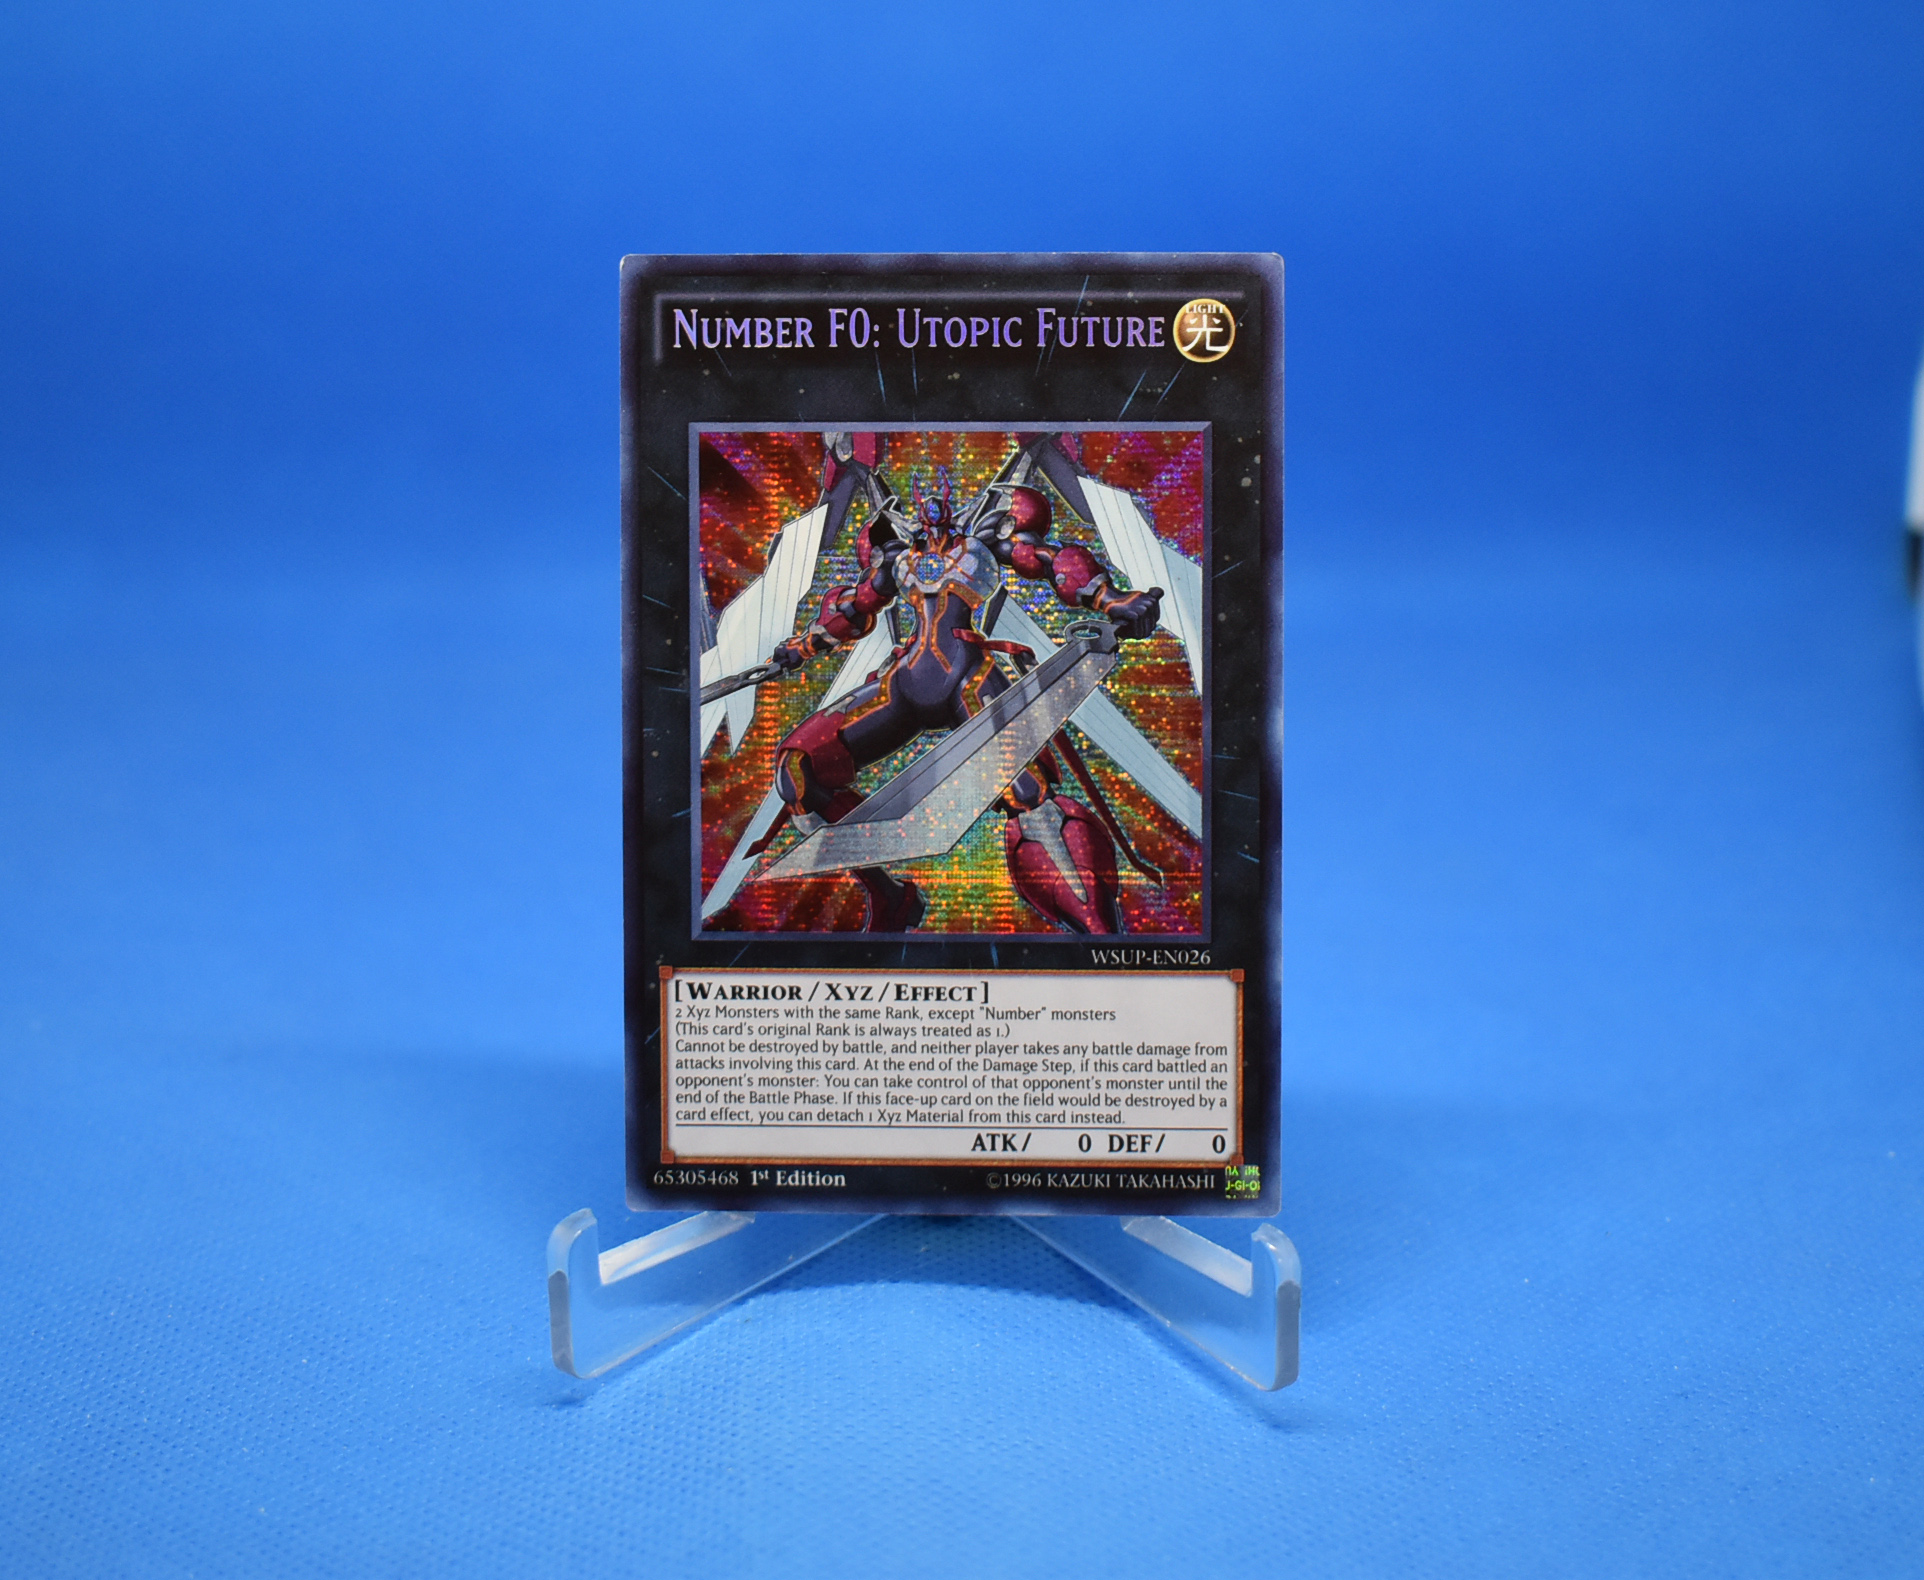 Number F0: Utopic Future
LIGHT
光
WSUP-EN026
[Warrior / Xyz / Effect]
2 Xyz Monsters with the same Rank, except "Number" monsters
(This card's original Rank is always treated as 1.)
Cannot be destroyed by battle, and neither player takes any battle damage from
attacks involving this card. At the end of the Damage Step, if this card battled an
opponent's monster: You can take control of that opponent's monster until the
end of the Battle Phase. If this face-up card on the field would be destroyed by a
card effect, you can detach 1 Xyz Material from this card instead.
ATK/ 0 DEF/ 0
65305468 1st Edition ©1996 KAZUKI TAKAHASHI